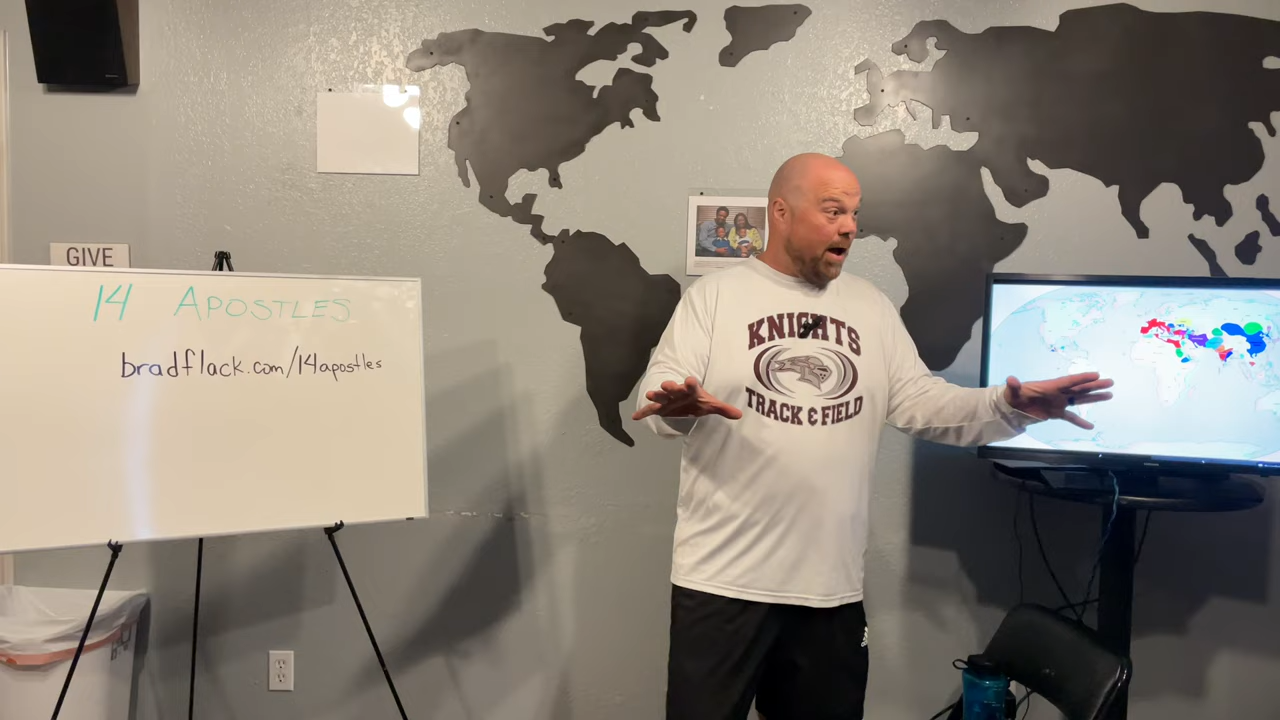 GIVE
14 APOSTLES
bradflack.com/14apostles
KNIGHTS
TRACK & FIELD